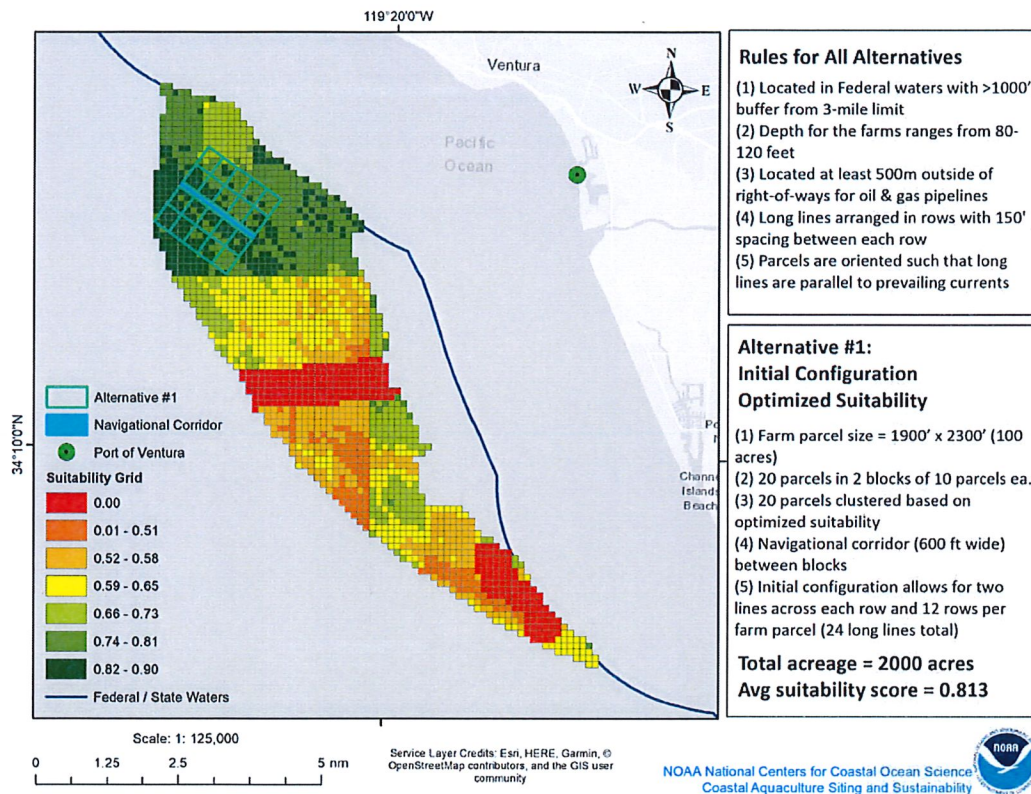 119°20'0"W
Ventura
N
W
E
S
Pacific
Ocean
34°10'0"N
Channel
Islands
Beach
Alternative #1
Navigational Corridor
Port of Ventura
Suitability Grid
0.00
0.01 - 0.51
0.52 - 0.58
0.59 - 0.65
0.66 - 0.73
0.74 - 0.81
0.82 - 0.90
Federal / State Waters
Scale: 1: 125,000
0 1.25 2.5 5 nm
Service Layer Credits: Esri, HERE, Garmin, ©
OpenStreetMap contributors, and the GIS user
community
Rules for All Alternatives
(1) Located in Federal waters with >1000'
buffer from 3-mile limit
(2) Depth for the farms ranges from 80-
120 feet
(3) Located at least 500m outside of
right-of-ways for oil & gas pipelines
(4) Long lines arranged in rows with 150'
spacing between each row
(5) Parcels are oriented such that long
lines are parallel to prevailing currents
Alternative #1:
Initial Configuration
Optimized Suitability
(1) Farm parcel size = 1900' x 2300' (100
acres)
(2) 20 parcels in 2 blocks of 10 parcels ea.
(3) 20 parcels clustered based on
optimized suitability
(4) Navigational corridor (600 ft wide)
between blocks
(5) Initial configuration allows for two
lines across each row and 12 rows per
farm parcel (24 long lines total)
Total acreage = 2000 acres
Avg suitability score = 0.813
NOAA National Centers for Coastal Ocean Science
Coastal Aquaculture Siting and Sustainability
NOAA